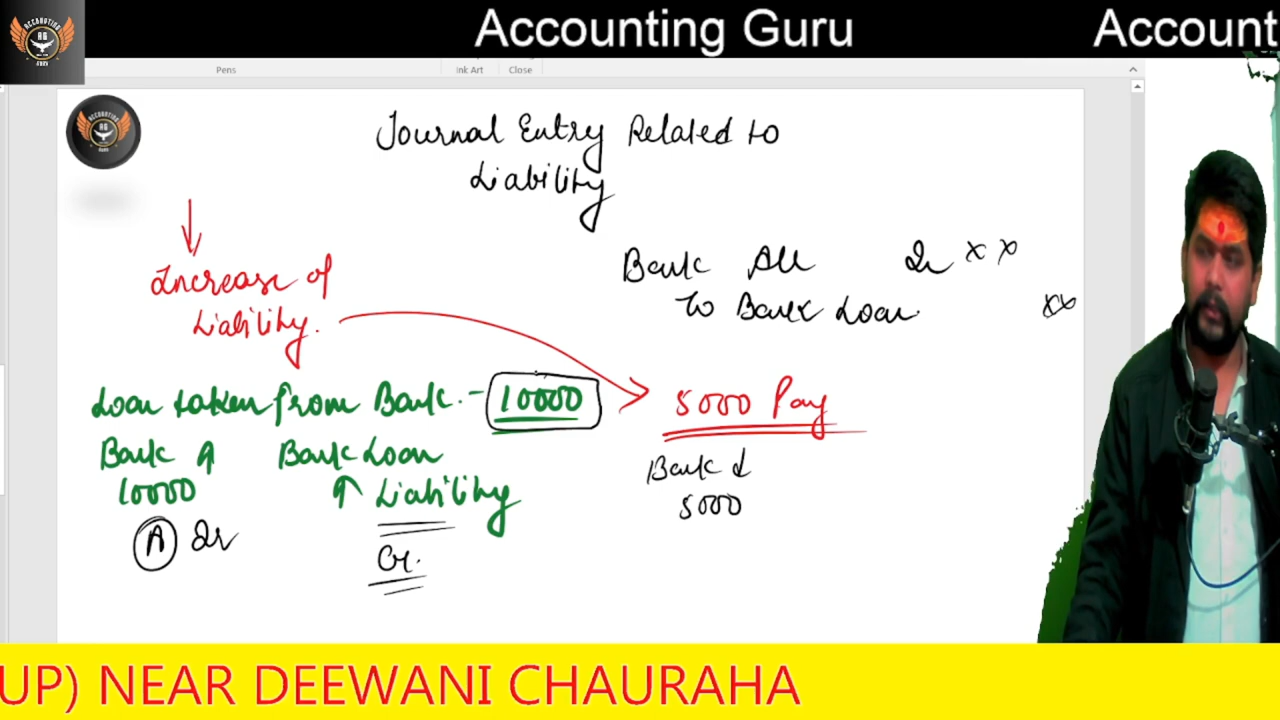 Accounting Guru
Account
Pens
Ink Art
Close
Journal Entry Related to
Liability
Increase of
Liability.
Bank A/c Dr xx
To Bank Loan. xx
Loan taken from Bank. - 10000
5000 Pay
Bank Bank Loan
10000 Liability
Bank
5000
A Dr
Cr.
UP) NEAR DEEWANI CHAURAHA